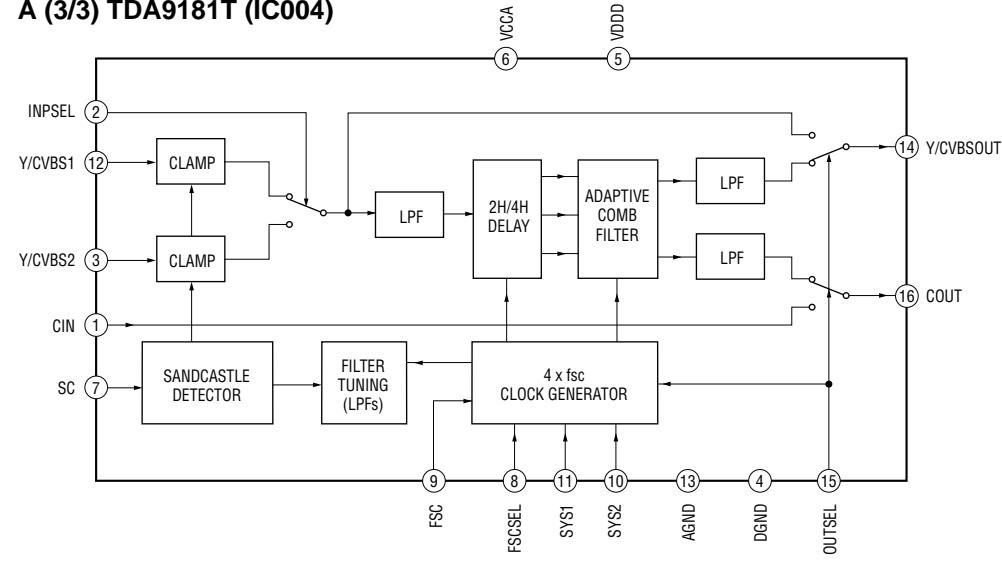 A (3/3) TDA9181T (IC004)
VCCA
VDDD
6
5
INPSEL 2
Y/CVBS1 12
CLAMP
14 Y/CVBSOUT
LPF
2H/4H
DELAY
ADAPTIVE
COMB
FILTER
LPF
Y/CVBS2 3
CLAMP
LPF
16 COUT
CIN 1
SC 7
SANDCASTLE
DETECTOR
FILTER
TUNING
(LPFs)
4 x fsc
CLOCK GENERATOR
9
8
11
10
13
4
15
FSC
FSCSEL
SYS1
SYS2
AGND
DGND
OUTSEL